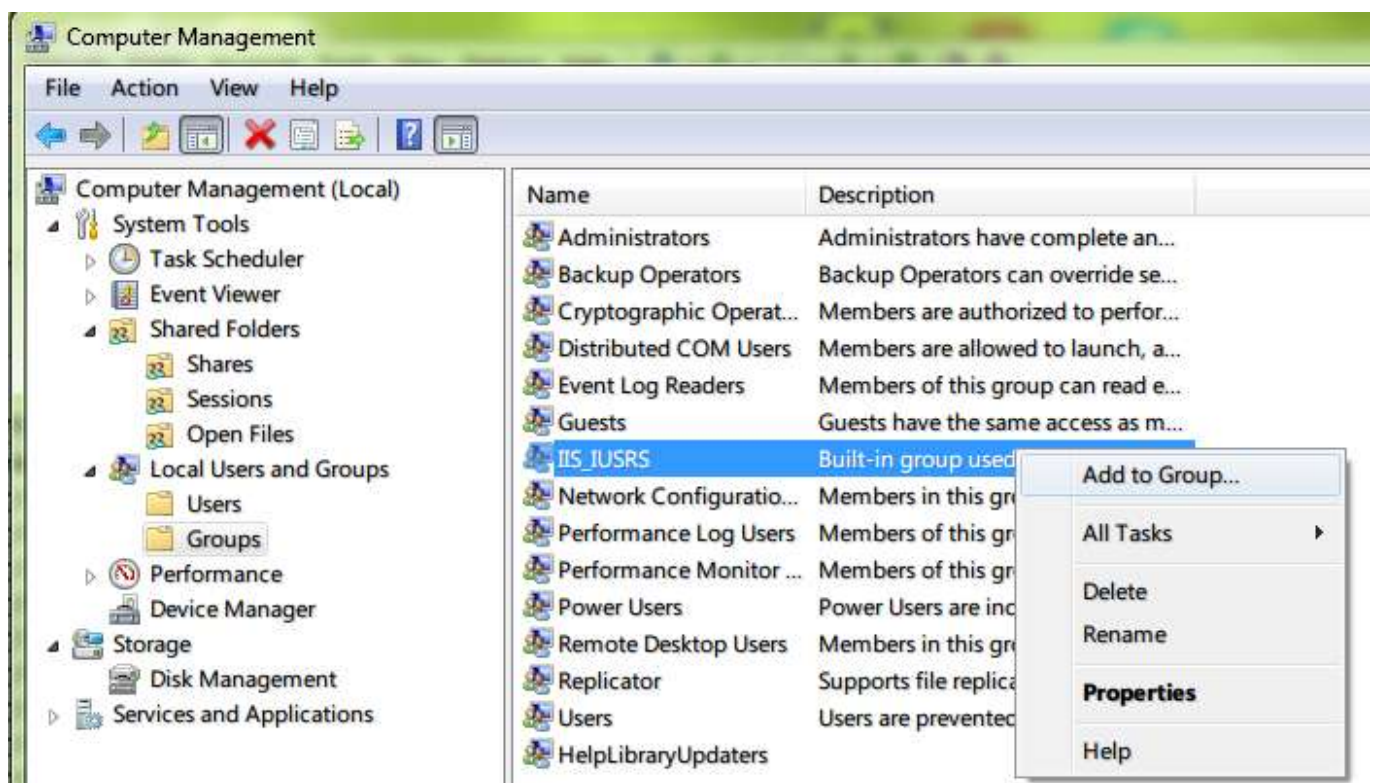 Computer Management
File Action View Help
Computer Management (Local)
System Tools
Task Scheduler
Event Viewer
Shared Folders
Shares
Sessions
Open Files
Local Users and Groups
Users
Groups
Performance
Device Manager
Storage
Disk Management
Services and Applications
Name Description
Administrators Administrators have complete an...
Backup Operators Backup Operators can override se...
Cryptographic Operat... Members are authorized to perfor...
Distributed COM Users Members are allowed to launch, a...
Event Log Readers Members of this group can read e...
Guests Guests have the same access as m...
IIS_IUSRS Built-in group used
Network Configuratio... Members in this gr
Performance Log Users Members of this gr
Performance Monitor ... Members of this gr
Power Users Power Users are inc
Remote Desktop Users Members in this gr
Replicator Supports file replica
Users Users are prevented
HelpLibraryUpdaters
Add to Group...
All Tasks
Delete
Rename
Properties
Help